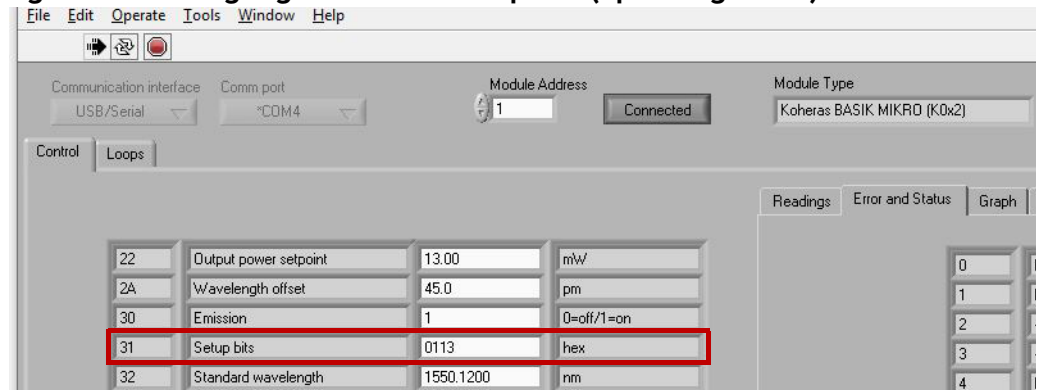 File Edit Operate Tools Window Help
Communication interface Comm port Module Address Module Type
USB/Serial *COM4 1 Connected Koheras BASIK MIKRO (K0x2)
Control Loops
Readings Error and Status Graph
22 Output power setpoint 13.00 mW
2A Wavelength offset 45.0 pm
30 Emission 1 0=off/1=on
31 Setup bits 0113 hex
32 Standard wavelength 1550.1200 nm
0
1
2
3
4